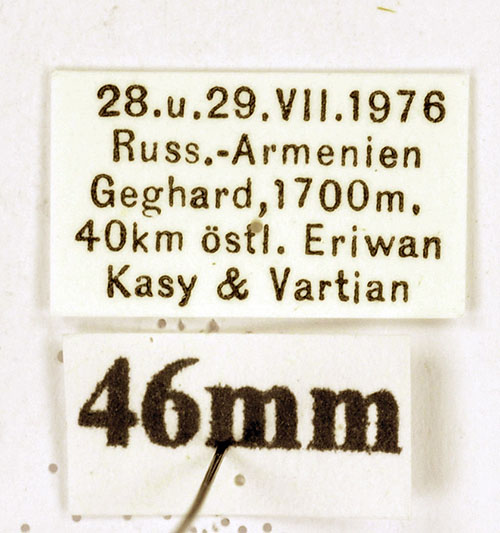 28.u.29.VII.1976
Russ.-Armenien
Geghard,1700m.
40km östl. Eriwan
Kasy & Vartian
46mm